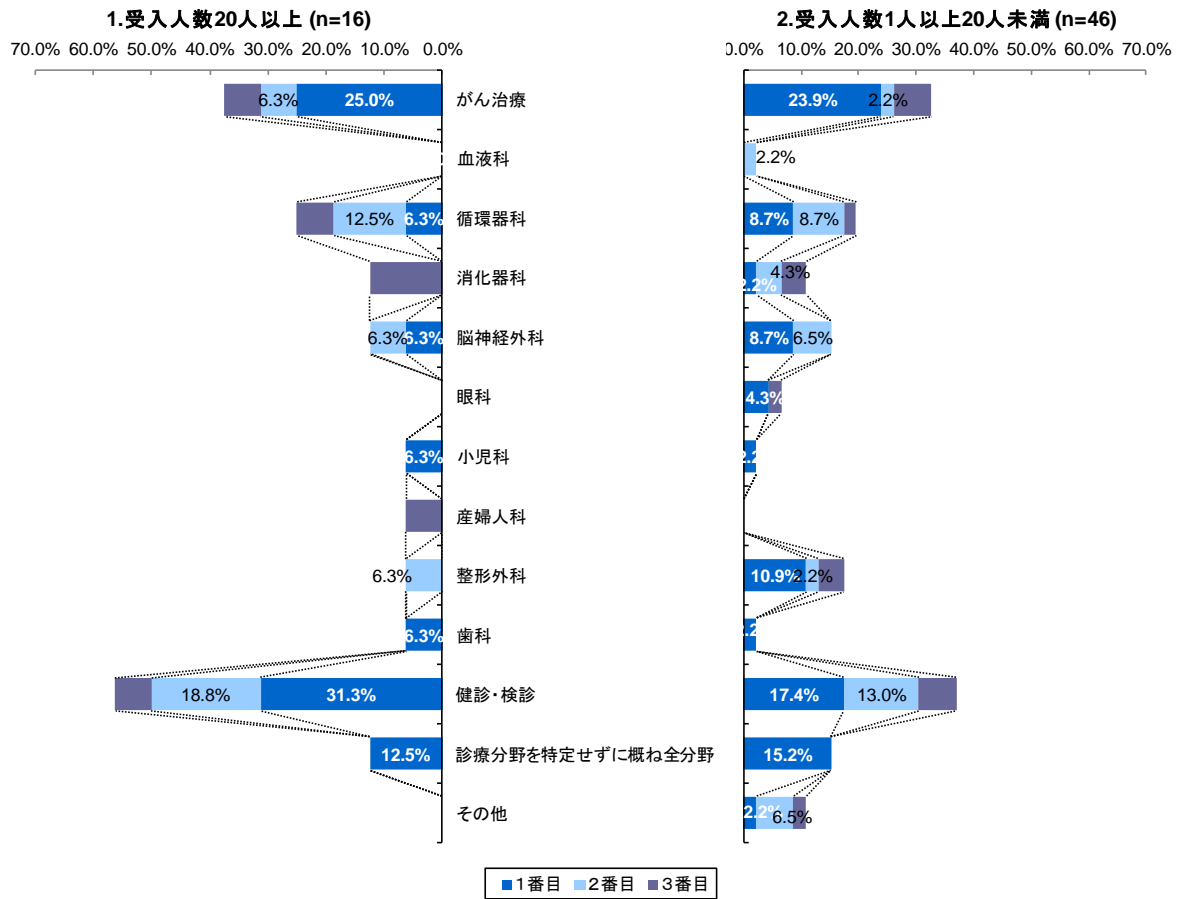 1.受入人数20人以上 (n=16)
2.受入人数1人以上20人未満 (n=46)
70.0% 60.0% 50.0% 40.0% 30.0% 20.0% 10.0% 0.0%
0.0% 10.0% 20.0% 30.0% 40.0% 50.0% 60.0% 70.0%
6.3% 25.0% がん治療 23.9% 2.2%
血液科 2.2%
12.5% 6.3% 循環器科 8.7% 8.7%
消化器科 2.2% 4.3%
6.3% 6.3% 脳神経外科 8.7% 6.5%
眼科 4.3%
6.3% 小児科 2.2
産婦人科
6.3% 整形外科 10.9% 2.2%
6.3% 歯科 2.2
18.8% 31.3% 健診・検診 17.4% 13.0%
12.5% 診療分野を特定せずに概ね全分野 15.2%
その他 2.2% 6.5%
1番目 2番目 3番目